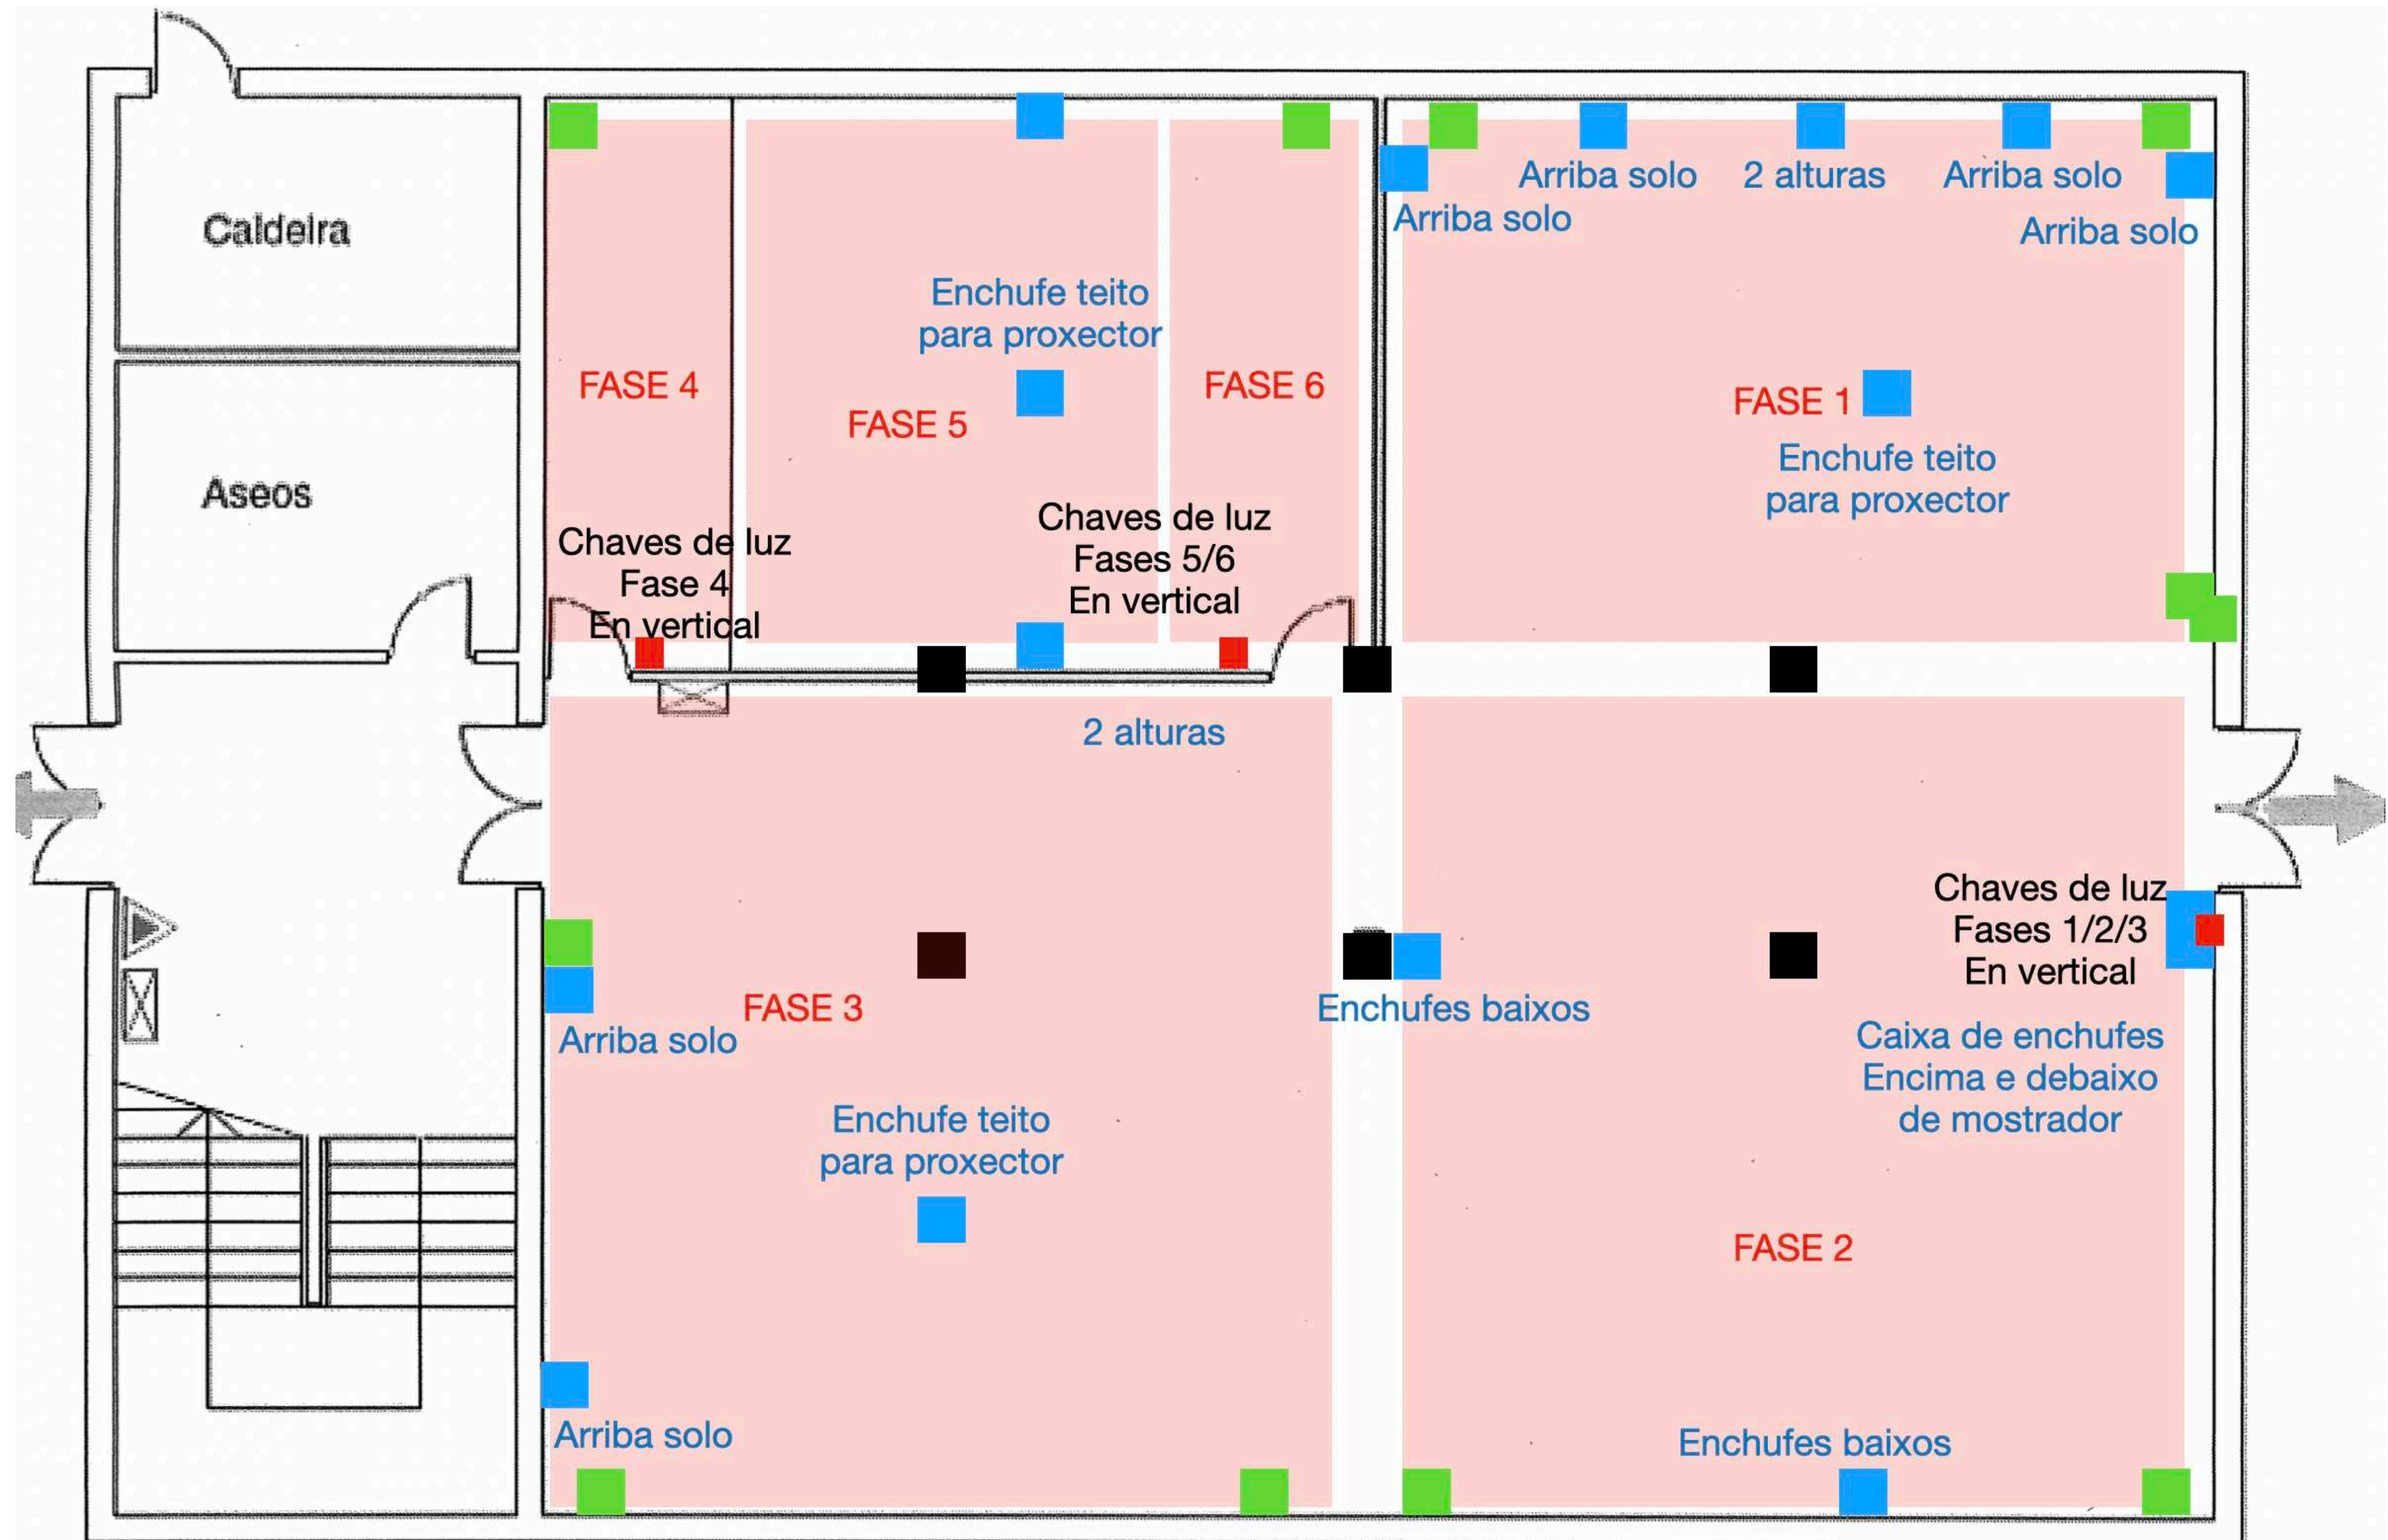 Caldeira
Aseos
FASE 4
FASE 5
FASE 6
Enchufe teito
para proxector
Chaves de luz
Fase 4
En vertical
Chaves de luz
Fases 5/6
En vertical
Arriba solo
2 alturas
Arriba solo
Arriba solo
Arriba solo
FASE 1
Enchufe teito
para proxector
2 alturas
Arriba solo
FASE 3
Enchufe teito
para proxector
Arriba solo
Enchufes baixos
Chaves de luz
Fases 1/2/3
En vertical
Caixa de enchufes
Encima e debaixo
de mostrador
FASE 2
Enchufes baixos